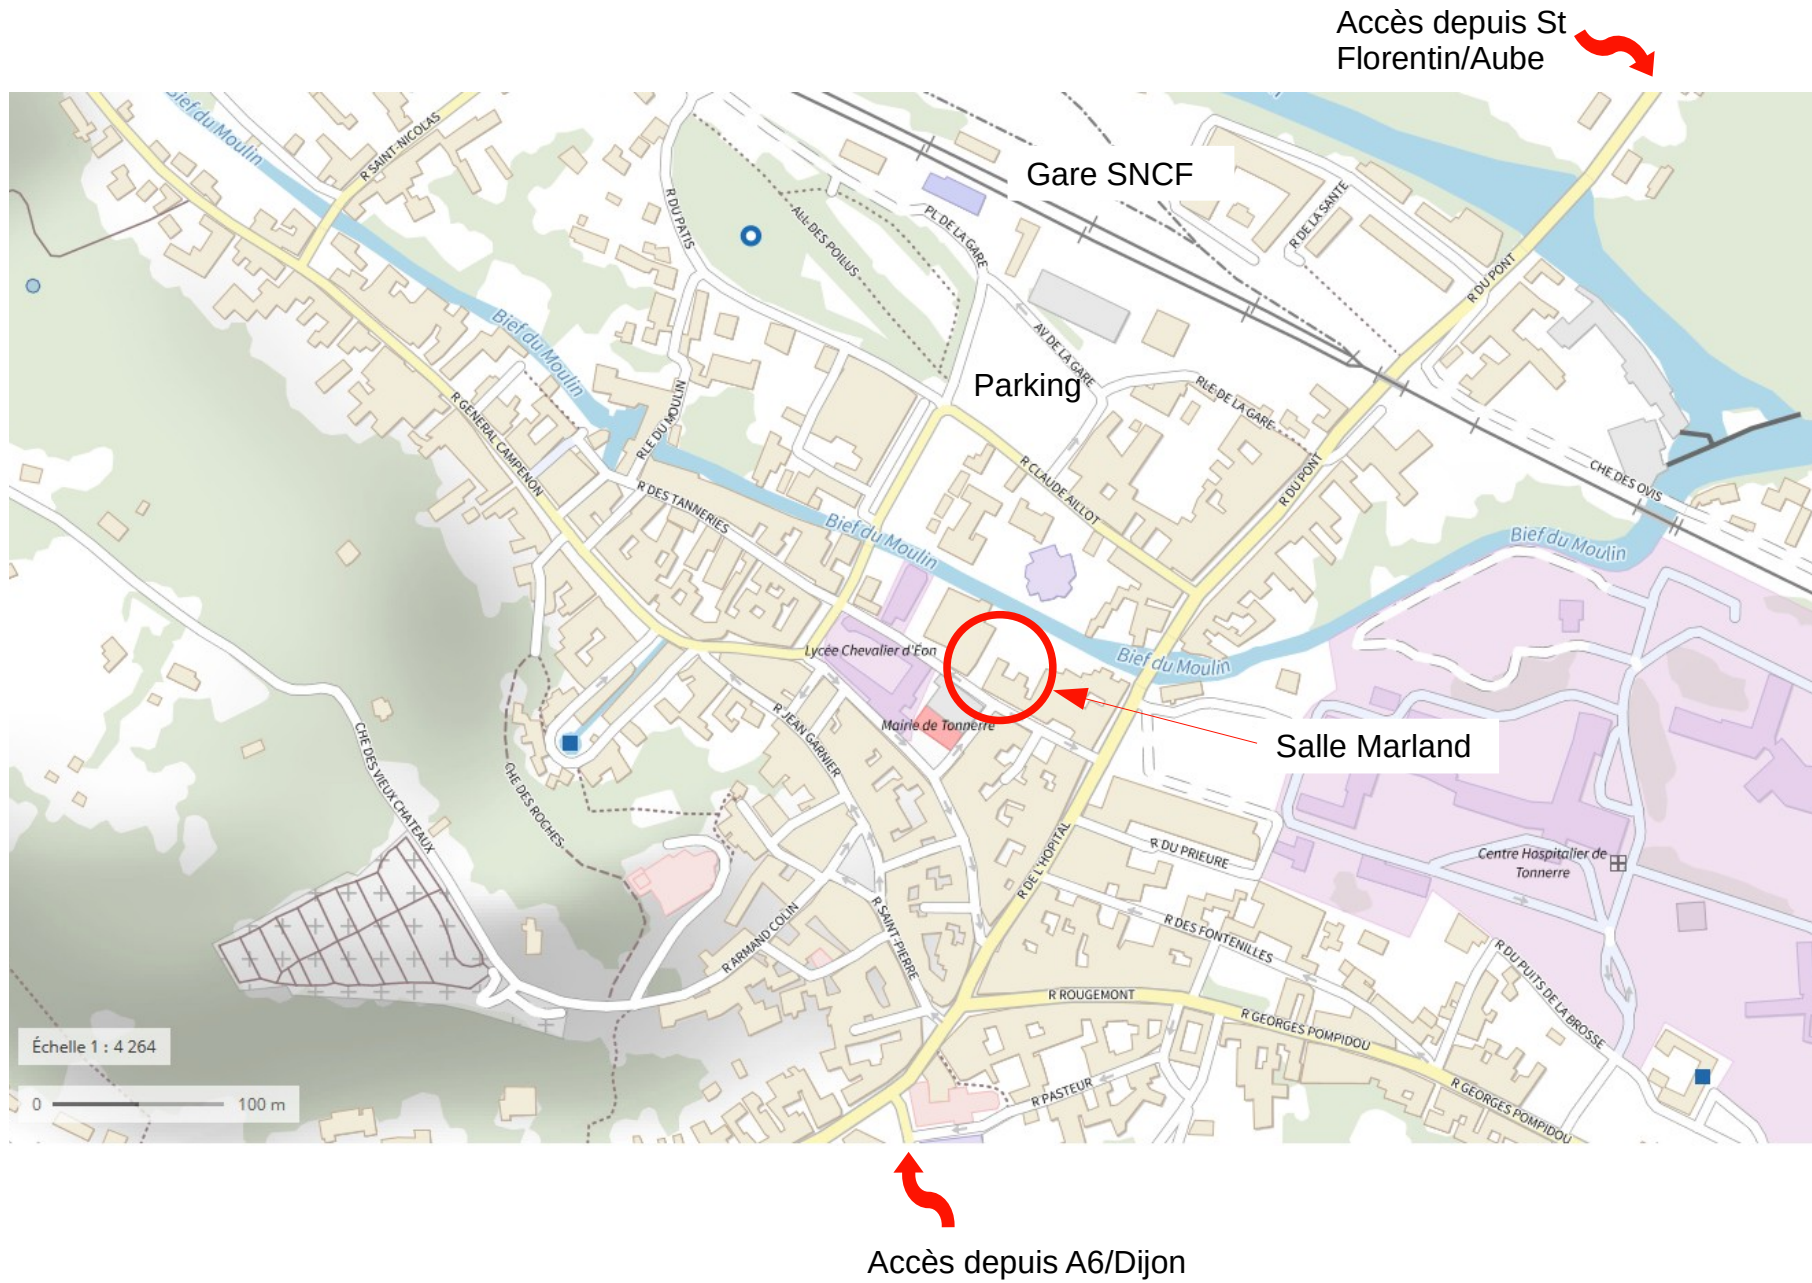 Accès depuis St
Florentin/Aube
Bief du Moulin
R SAINT-NICOLAS
Gare SNCF
R DU PATIS
ALL DES POILUS
PL DE LA GARE
R DE LA SANTE
R DU PONT
Bief du Moulin
AV DE LA GARE
Parking
RLE DE LA GARE
R GENERAL CAMPENON
RLE DU MOULIN
R CLAUDE AILLOT
R DU PONT
CHE DES OVIS
R DES TANNERIES
Bief du Moulin
Bief du Moulin
Lycée Chevalier d'Éon
Bief du Moulin
Mairie de Tonnerre
R JEAN GARNIER
Salle Marland
CHE DES VIEUX CHATEAUX
CHE DES ROCHES
R DE L'HOPITAL
R DU PRIEURE
Centre Hospitalier de
Tonnerre
R ARMAND COLIN
R SAINT-PIERRE
R DES FONTENILLES
R DU PUITS DE LA BROSSE
R ROUGEMONT
R GEORGES POMPIDOU
Échelle 1 : 4 264
R PASTEUR
R GEORGES POMPIDOU
0 100 m
Accès depuis A6/Dijon